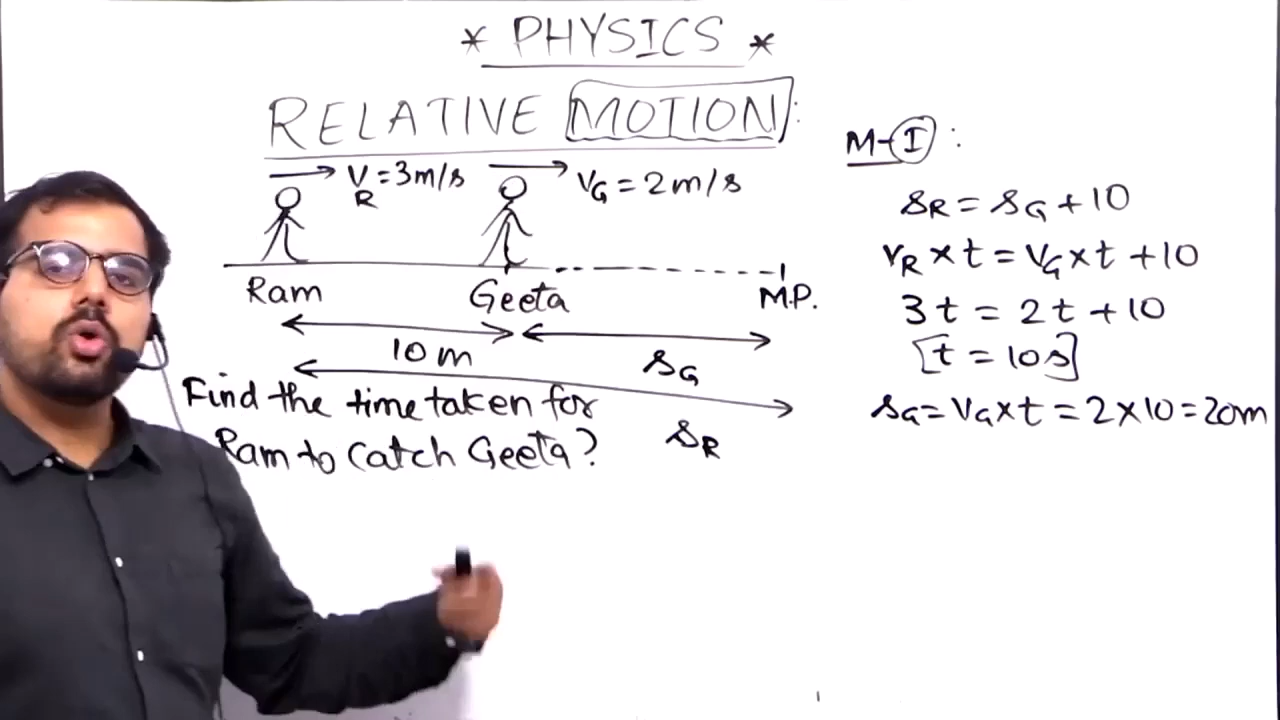 * PHYSICS *
RELATIVE MOTION:
V_R = 3m/s
V_G = 2m/s
Ram
Geeta
M.P.
10 m
s_G
s_R
Find the time taken for
Ram to catch Geeta?
M-I :
s_R = s_G + 10
v_R × t = v_G × t + 10
3t = 2t + 10
[t = 10s]
s_G = v_G × t = 2 × 10 = 20m